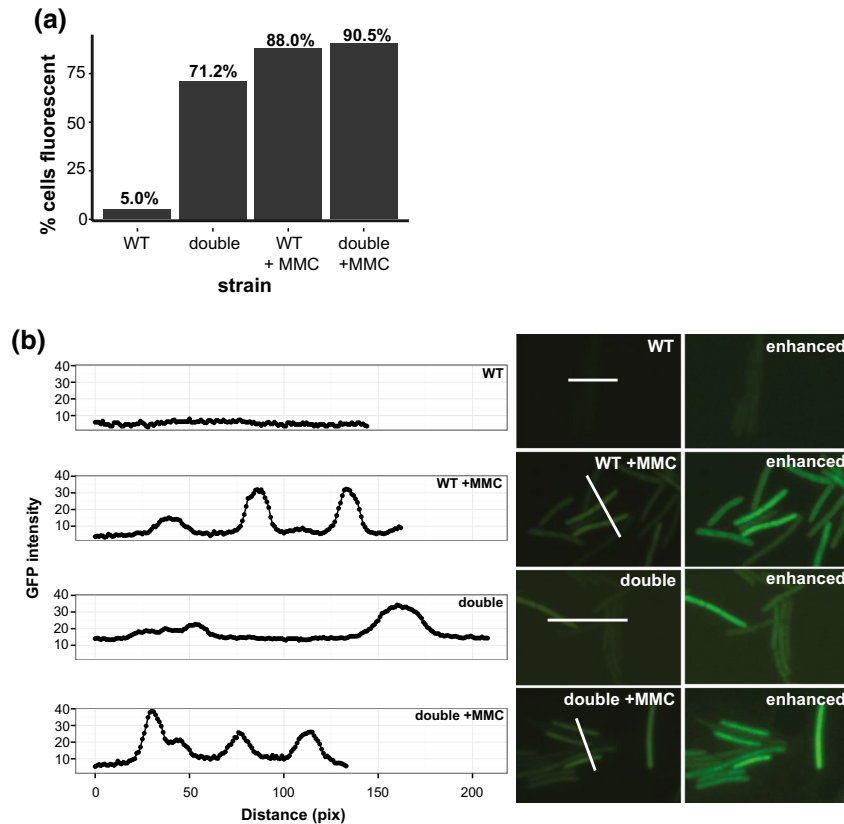 (a)
% cells fluorescent
75
50
25
0
5.0%
71.2%
88.0%
90.5%
WT
double
WT
+ MMC
double
+MMC
strain
(b)
GFP intensity
40
30
20
10
WT
40
30
20
10
WT +MMC
40
30
20
10
double
40
30
20
10
double +MMC
0
50
100
150
200
Distance (pix)
WT
enhanced
WT +MMC
enhanced
double
enhanced
double +MMC
enhanced